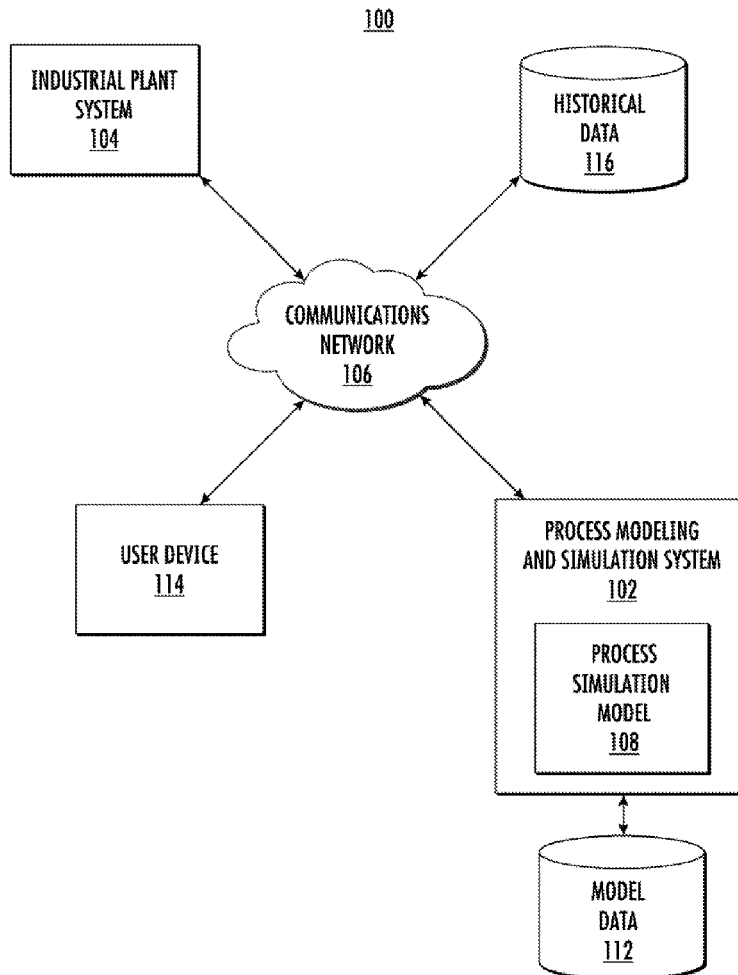 100
INDUSTRIAL PLANT
SYSTEM
104
HISTORICAL
DATA
116
COMMUNICATIONS
NETWORK
106
USER DEVICE
114
PROCESS MODELING
AND SIMULATION SYSTEM
102
PROCESS
SIMULATION
MODEL
108
MODEL
DATA
112